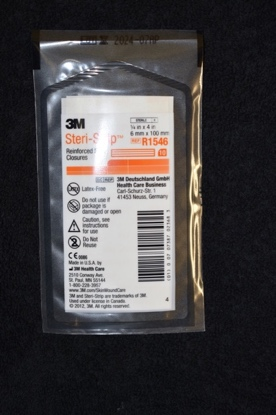 3M
Steri-Strip™
Reinforced
Closures
STERILE
¼ in x 4 in
6 mm x 100 mm
REF R1546
10
EC REP
3M Deutschland GmbH
Health Care Business
Carl-Schurz-Str. 1
41453 Neuss, Germany
Latex-Free
Do not use if
package is
damaged or open
Caution, see
Instructions
for use
Do Not
Reuse
CE 0086
Made in U.S.A. by
3M Health Care
2510 Conway Ave.
St. Paul, MN 55144
1-800-228-3957
www.3M.com/SkinWoundCare
3M and Steri-Strip are trademarks of 3M.
Used under license in Canada.
© 2012, 3M. All rights reserved.
4